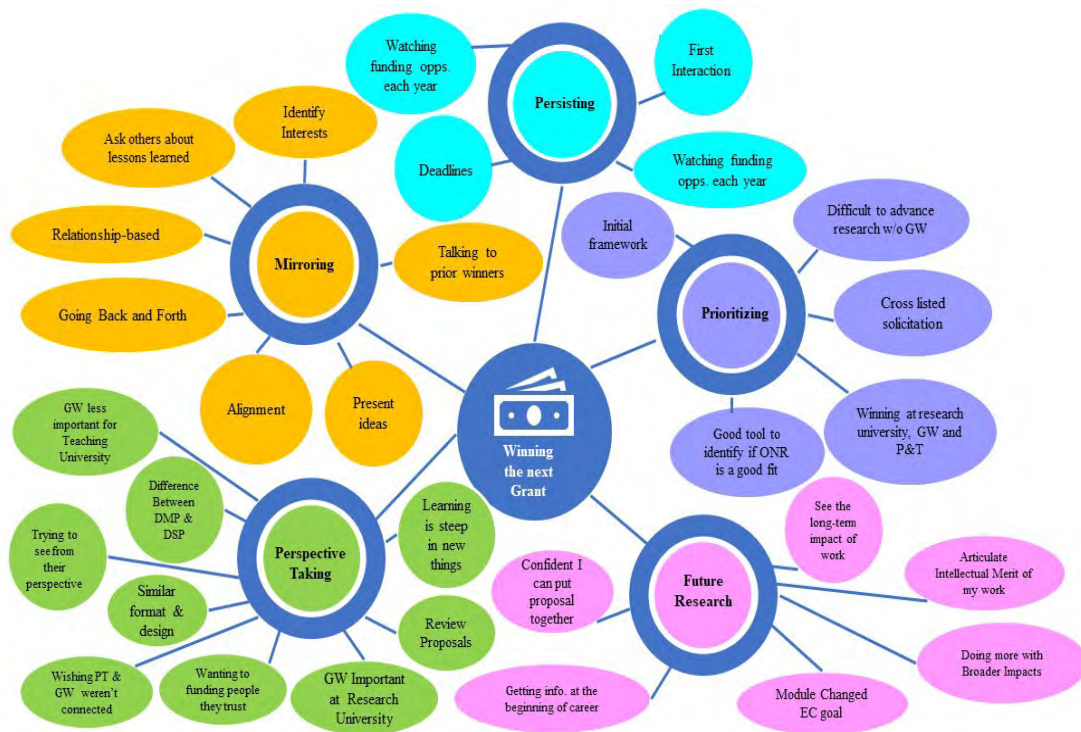 Watching
funding opps.
each year
First
Interaction
Persisting
Deadlines
Watching funding
opps. each year
Identify
Interests
Ask others about
lessons learned
Relationship-based
Mirroring
Talking to
prior winners
Going Back and Forth
Alignment
Present
ideas
Initial
framework
Difficult to advance
research w/o GW
Prioritizing
Cross listed
solicitation
Good tool to
identify if ONR
is a good fit
Winning at research
university, GW and
P&T
Winning
the next
Grant
GW less
important for
Teaching
University
Difference
Between
DMP &
DSP
Trying to
see from
their
perspective
Similar
format &
design
Perspective
Taking
Learning
is steep
in new
things
Review
Proposals
Wishing PT &
GW weren't
connected
Wanting to
funding people
they trust
GW Important
at Research
University
See the
long-term
impact of
work
Confident I
can put
proposal
together
Future
Research
Articulate
Intellectual Merit of
my work
Doing more with
Broader Impacts
Getting info. at the
beginning of career
Module Changed
EC goal